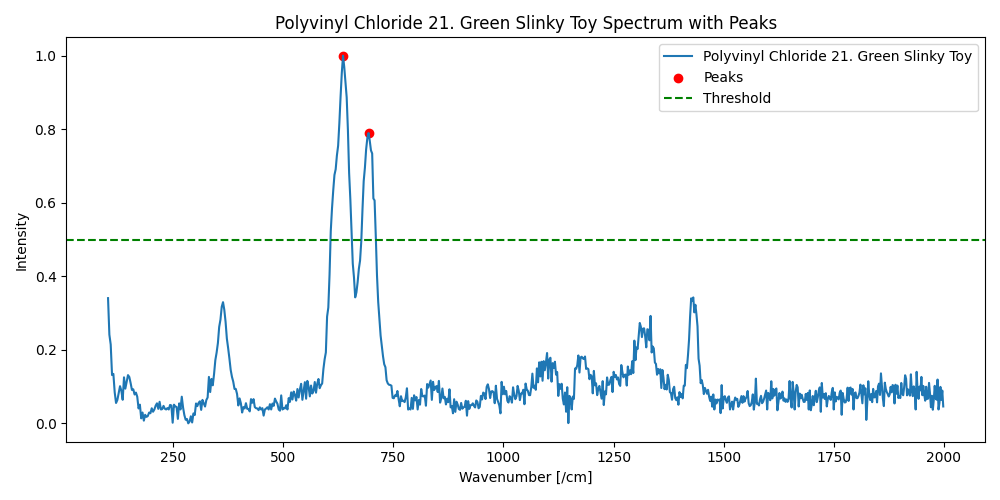 Polyvinyl Chloride 21. Green Slinky Toy Spectrum with Peaks
Polyvinyl Chloride 21. Green Slinky Toy
Peaks
Threshold
Intensity
1.0
0.8
0.6
0.4
0.2
0.0
250 500 750 1000 1250 1500 1750 2000
Wavenumber [/cm]